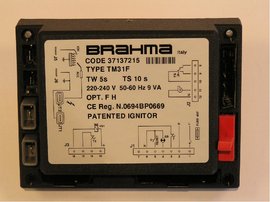 BRAHMA
Italy
CODE 37137215
TYPE TM31F
TW 5s TS 10 s
220-240 V 50-60 Hz 9 VA
OPT. F H
CE Reg. N.0694BP0669
PATENTED IGNITOR